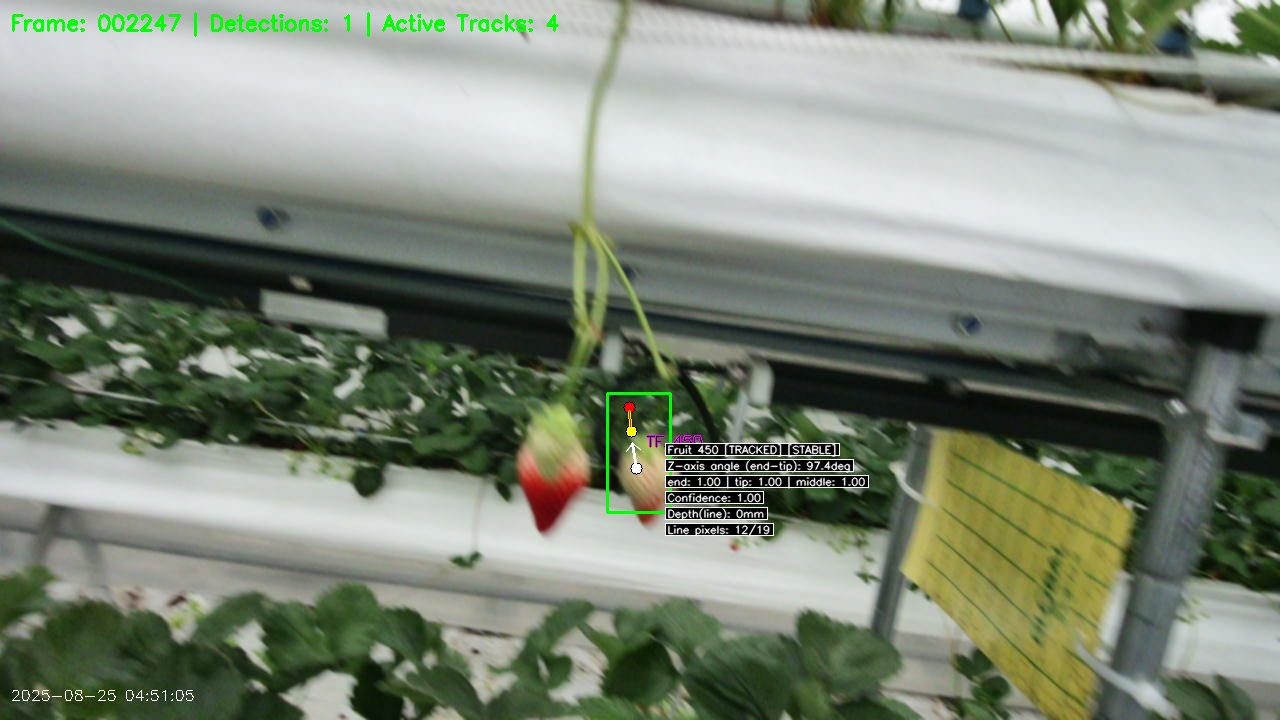 Frame: 002247 | Detections: 1 | Active Tracks: 4
Fruit 450 [TRACKED] [STABLE]
Z-axis angle (end-tip): 97.4deg
end: 1.00 | tip: 1.00 | middle: 1.00
Confidence: 1.00
Depth(line): 0mm
Line pixels: 12/19
2025-08-25 04:51:05